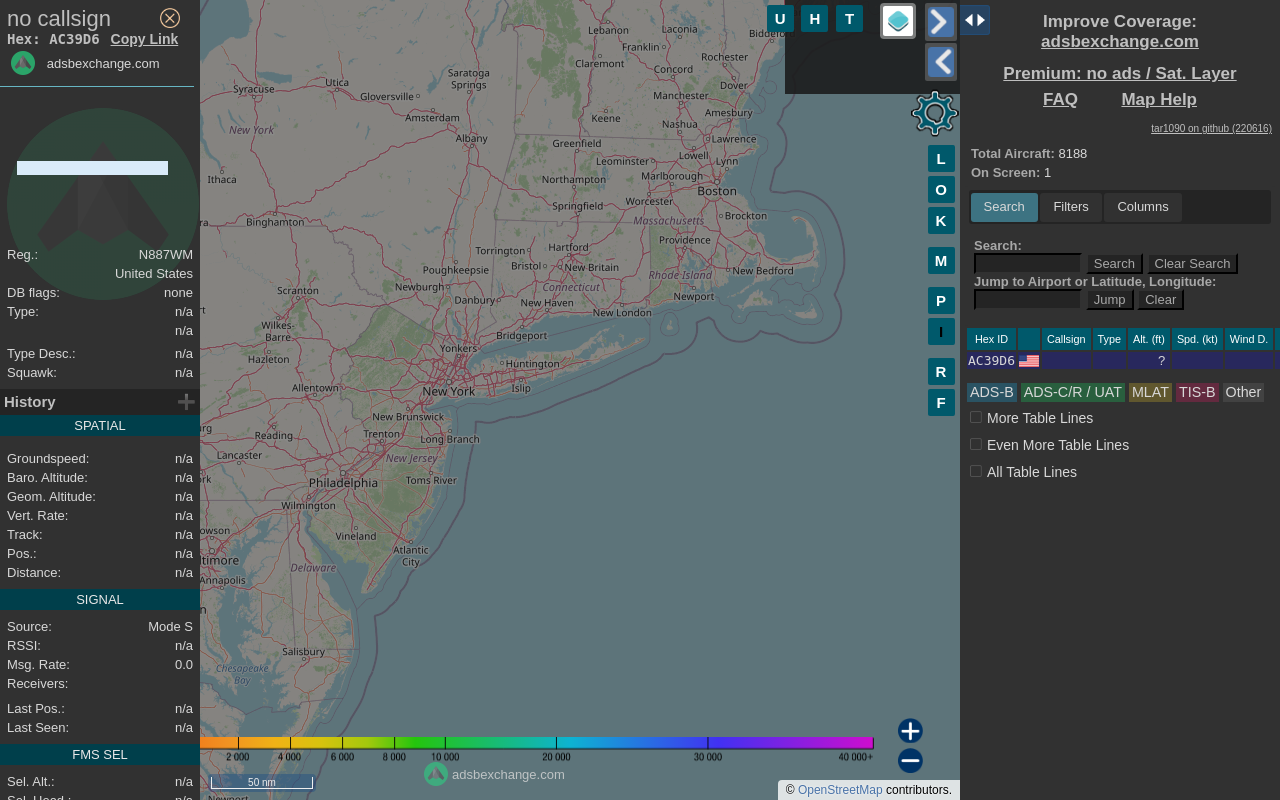 no callsign
Hex: AC39D6 Copy Link
adsbexchange.com
Reg.: N887WM
United States
DB flags: none
Type: n/a
n/a
Type Desc.: n/a
Squawk: n/a
History
SPATIAL
Groundspeed: n/a
Baro. Altitude: n/a
Geom. Altitude: n/a
Vert. Rate: n/a
Track: n/a
Pos.: n/a
Distance: n/a
SIGNAL
Source: Mode S
RSSI: n/a
Msg. Rate: 0.0
Receivers:
Last Pos.: n/a
Last Seen: n/a
FMS SEL
Sel. Alt.: n/a
U H T
Lebanon
Laconia
Franklin
Claremont
Concord
Rochester
Dover
Saratoga
Springs
Utica
Syracuse
Gloversville
Manchester
Amesbury
Keene
Nashua
Amsterdam
New York
Albany
Greenfield
Lawrence
Lowell
Lynn
Leominster
Marlborough
Ithaca
Northampton
Boston
Worcester
Springfield
Brockton
Binghamton
Massachusetts
Providence
Hartford
Torrington
Bristol
New Britain
New Bedford
Poughkeepsie
Rhode Island
Connecticut
Newburgh
Scranton
Danbury
New Haven
Newport
New London
Wilkes-
Barre
Bridgeport
Yonkers
Hazleton
Huntington
Allentown
New York
Islip
New Brunswick
Reading
Trenton
Long Branch
Lancaster
New Jersey
Philadelphia
Toms River
Wilmington
Vineland
Atlantic
City
Delaware
Annapolis
Salisbury
Chesapeake
Bay
L
O
K
M
P
I
R
F
2 000 4 000 6 000 8 000 10 000 20 000 30 000 40 000+
adsbexchange.com
50 nm
© OpenStreetMap contributors.
Improve Coverage:
adsbexchange.com
Premium: no ads / Sat. Layer
FAQ Map Help
tar1090 on github (220616)
Total Aircraft: 8188
On Screen: 1
Search Filters Columns
Search:
Search Clear Search
Jump to Airport or Latitude, Longitude:
Jump Clear
Hex ID Callsign Type Alt. (ft) Spd. (kt) Wind D.
AC39D6 ?
ADS-B ADS-C/R / UAT MLAT TIS-B Other
More Table Lines
Even More Table Lines
All Table Lines